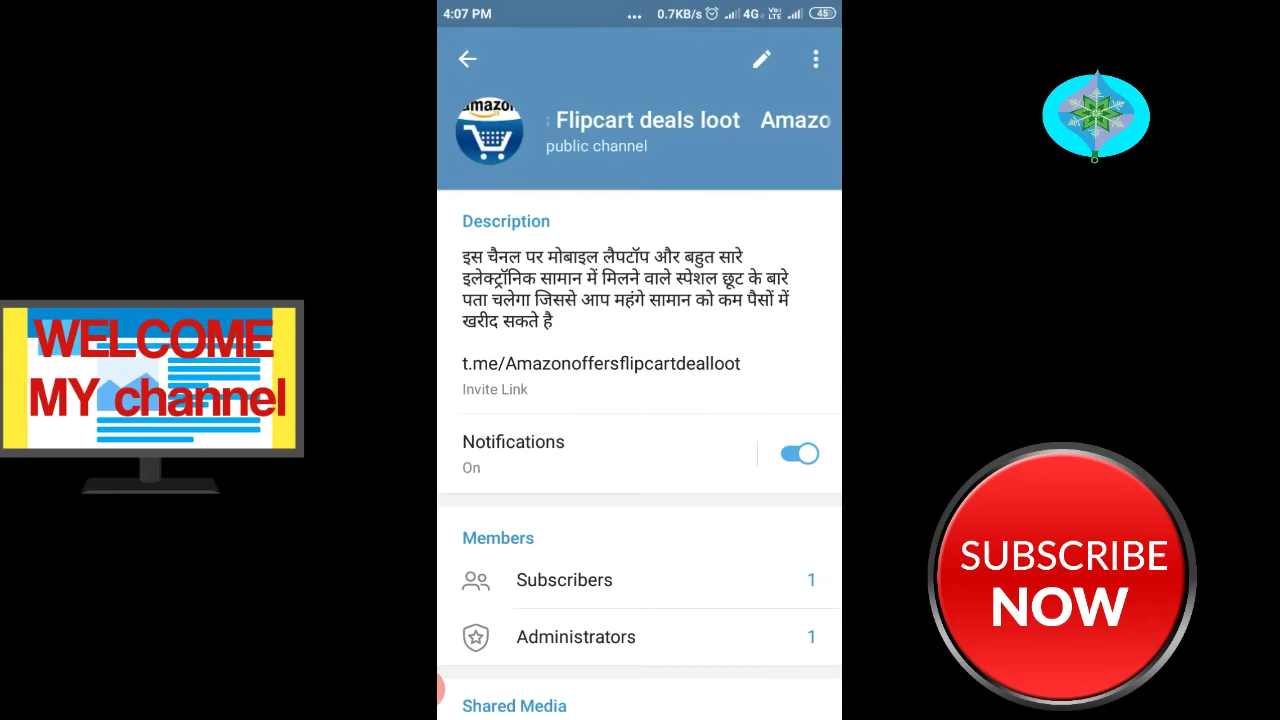 4:07 PM
0.7KB/s 4G VoLTE 45
amazon
Flipcart deals loot Amazo
public channel
Description
इस चैनल पर मोबाइल लैपटॉप और बहुत सारे
इलेक्ट्रॉनिक सामान में मिलने वाले स्पेशल छूट के बारे
पता चलेगा जिससे आप महंगे सामान को कम पैसों में
खरीद सकते है
t.me/Amazonoffersflipcartdealloot
Invite Link
Notifications
On
Members
Subscribers 1
Administrators 1
Shared Media
WELCOME
MY channel
SUBSCRIBE
NOW